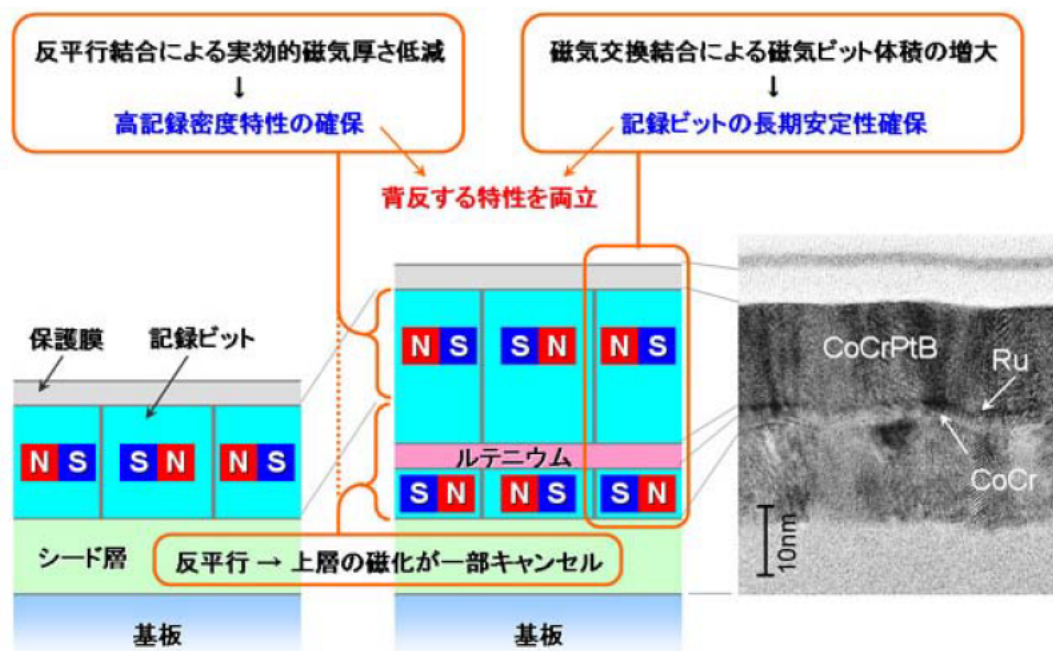 反平行結合による実効的磁気厚さ低減
↓
高記録密度特性の確保
磁気交換結合による磁気ビット体積の増大
↓
記録ビットの長期安定性確保
背反する特性を両立
保護膜
記録ビット
N S
S N
N S
N S
S N
N S
ルテニウム
S N
N S
S N
シード層
反平行 → 上層の磁化が一部キャンセル
基板
基板
CoCrPtB
Ru
CoCr
10nm